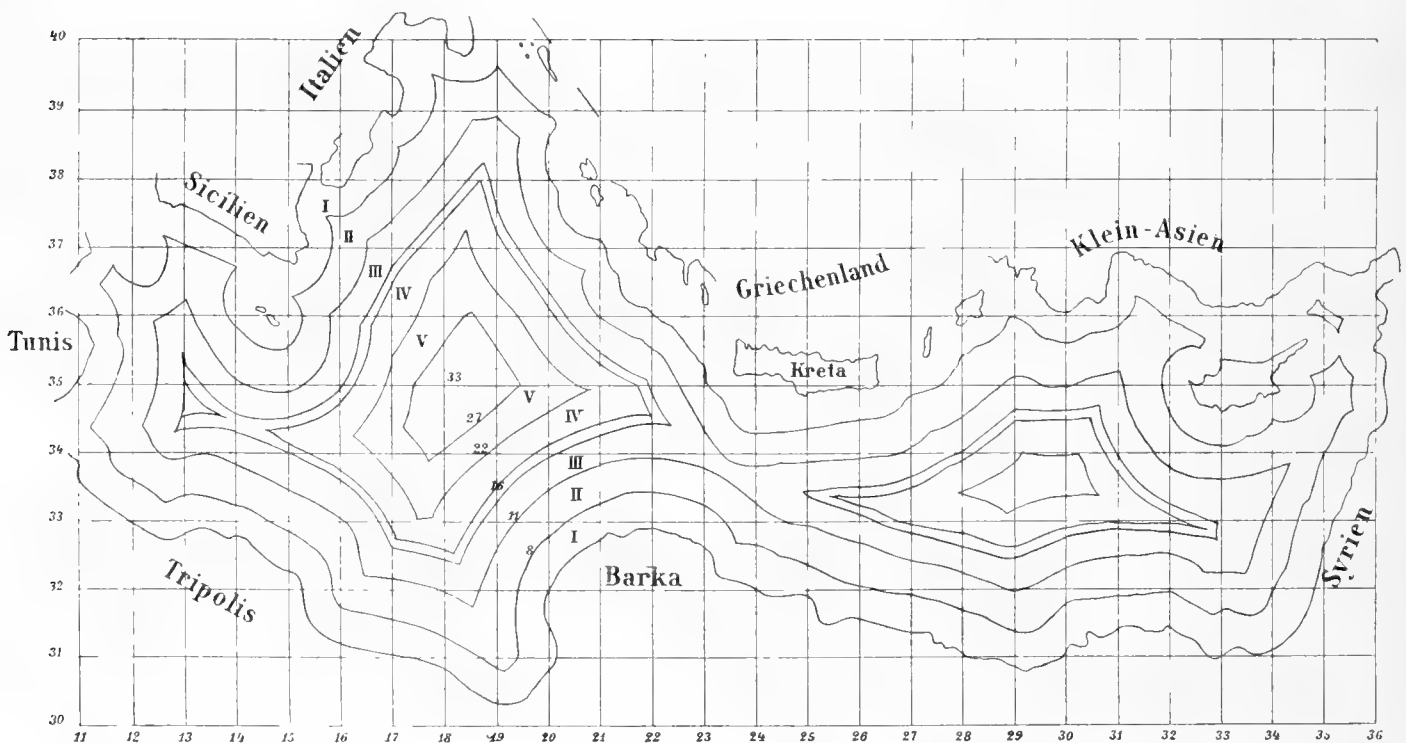 40
Italien
39
38
Sicilien
I
37
II
Klein-Asien
III
Griechenland
IV
36
Tunis
V
Kreta
33
35
V
IV
27
22
34
III
16
II
11
33
I
8
Barka
Syrien
32
Tripolis
31
30
11 12 13 14 15 16 17 18 19 20 21 22 23 24 25 26 27 28 29 30 31 32 33 34 35 36